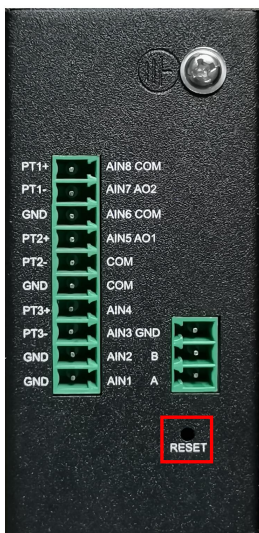 PT1+ AIN8 COM
PT1- AIN7 AO2
GND AIN6 COM
PT2+ AIN5 AO1
PT2- COM
GND COM
PT3+ AIN4
PT3- AIN3 GND
GND AIN2 B
GND AIN1 A
RESET